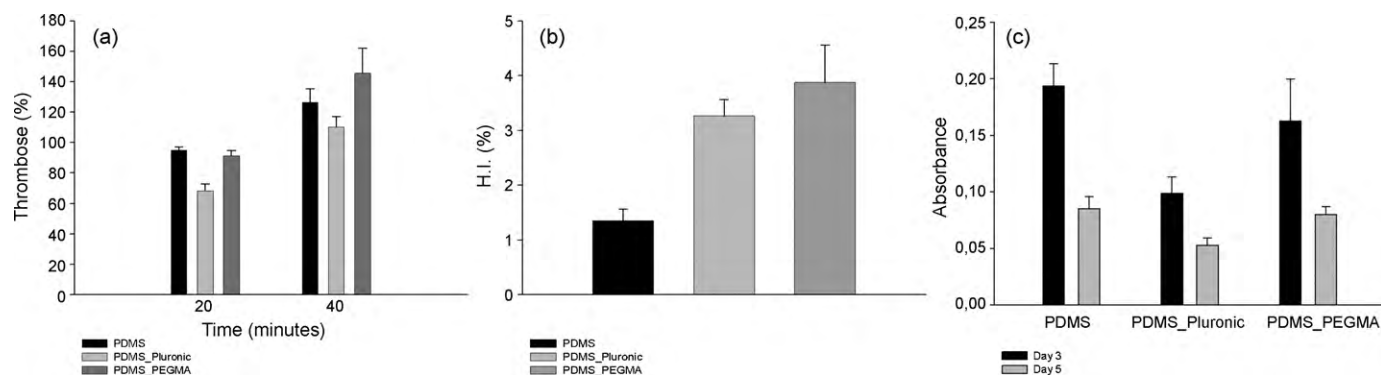 (a)
Thrombose (%)
180
160
140
120
100
80
60
40
20
0
20
40
Time (minutes)
PDMS
PDMS_Pluronic
PDMS_PEGMA
(b)
H.I. (%)
5
4
3
2
1
0
PDMS
PDMS_Pluronic
PDMS_PEGMA
(c)
Absorbance
0,25
0,20
0,15
0,10
0,05
0,00
PDMS
PDMS_Pluronic
PDMS_PEGMA
Day 3
Day 5